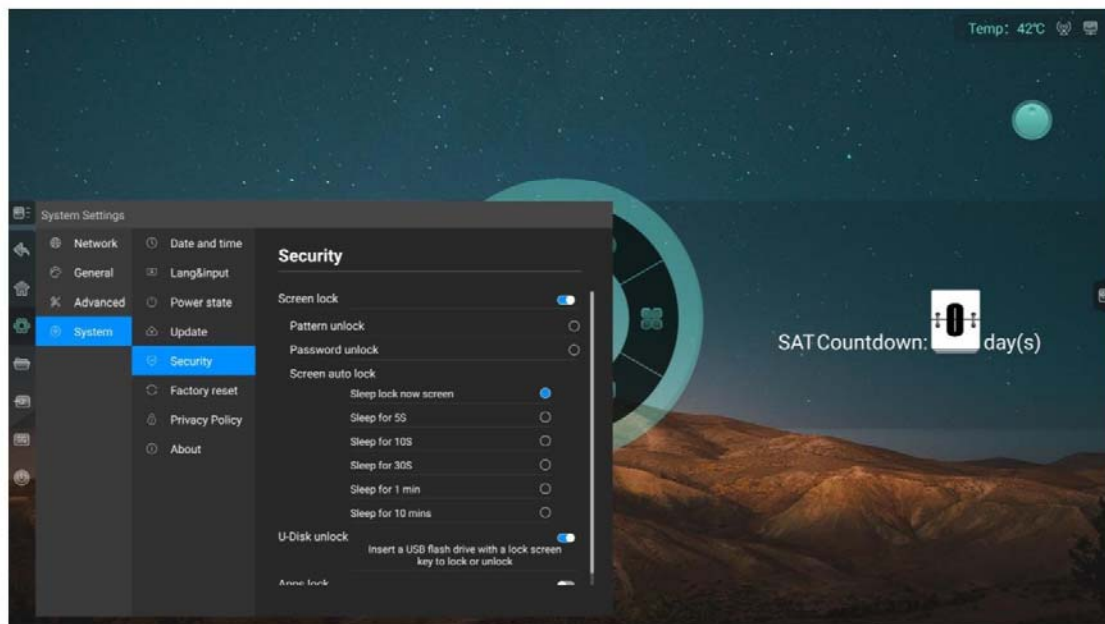 Temp: 42℃
System Settings
Network
General
Advanced
System
Date and time
Lang&input
Power state
Update
Security
Factory reset
Privacy Policy
About
Security
Screen lock
Pattern unlock
Password unlock
Screen auto lock
Sleep lock now screen
Sleep for 5S
Sleep for 10S
Sleep for 30S
Sleep for 1 min
Sleep for 10 mins
U-Disk unlock
Insert a USB flash drive with a lock screen
key to lock or unlock
Apps lock
SAT Countdown: 0 day(s)